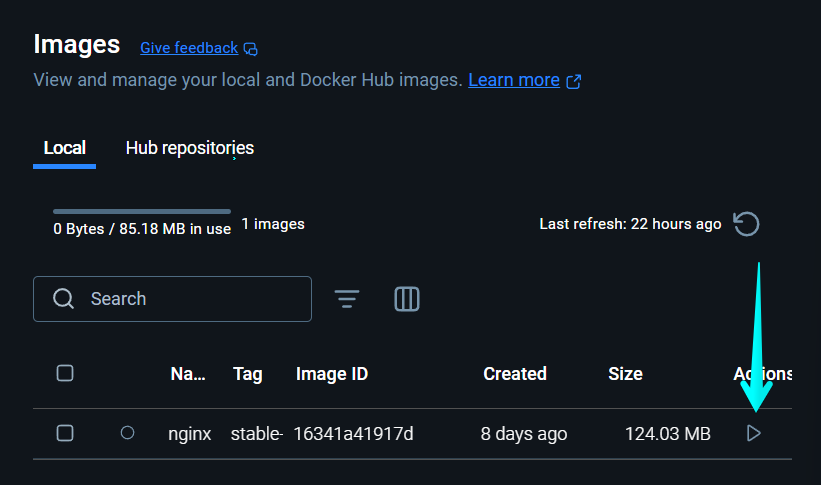 Images Give feedback
View and manage your local and Docker Hub images. Learn more
Local Hub repositories
0 Bytes / 85.18 MB in use 1 images Last refresh: 22 hours ago
Search
Na... Tag Image ID Created Size Actions
nginx stable- 16341a41917d 8 days ago 124.03 MB